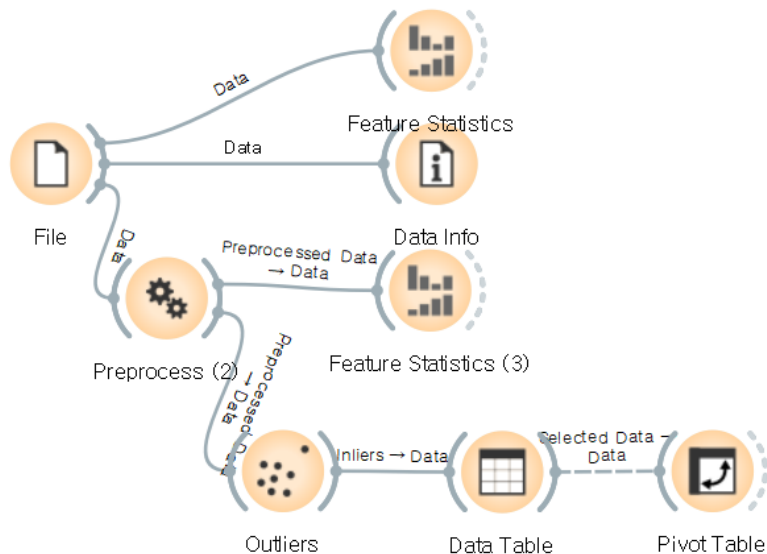 Data
Feature Statistics
Data
File
Data Info
Data
Preprocessed Data
→ Data
Preprocess (2)
Feature Statistics (3)
Preprocessed Data
→ Data
Selected Data →
Data
Inliers → Data
Outliers
Data Table
Pivot Table